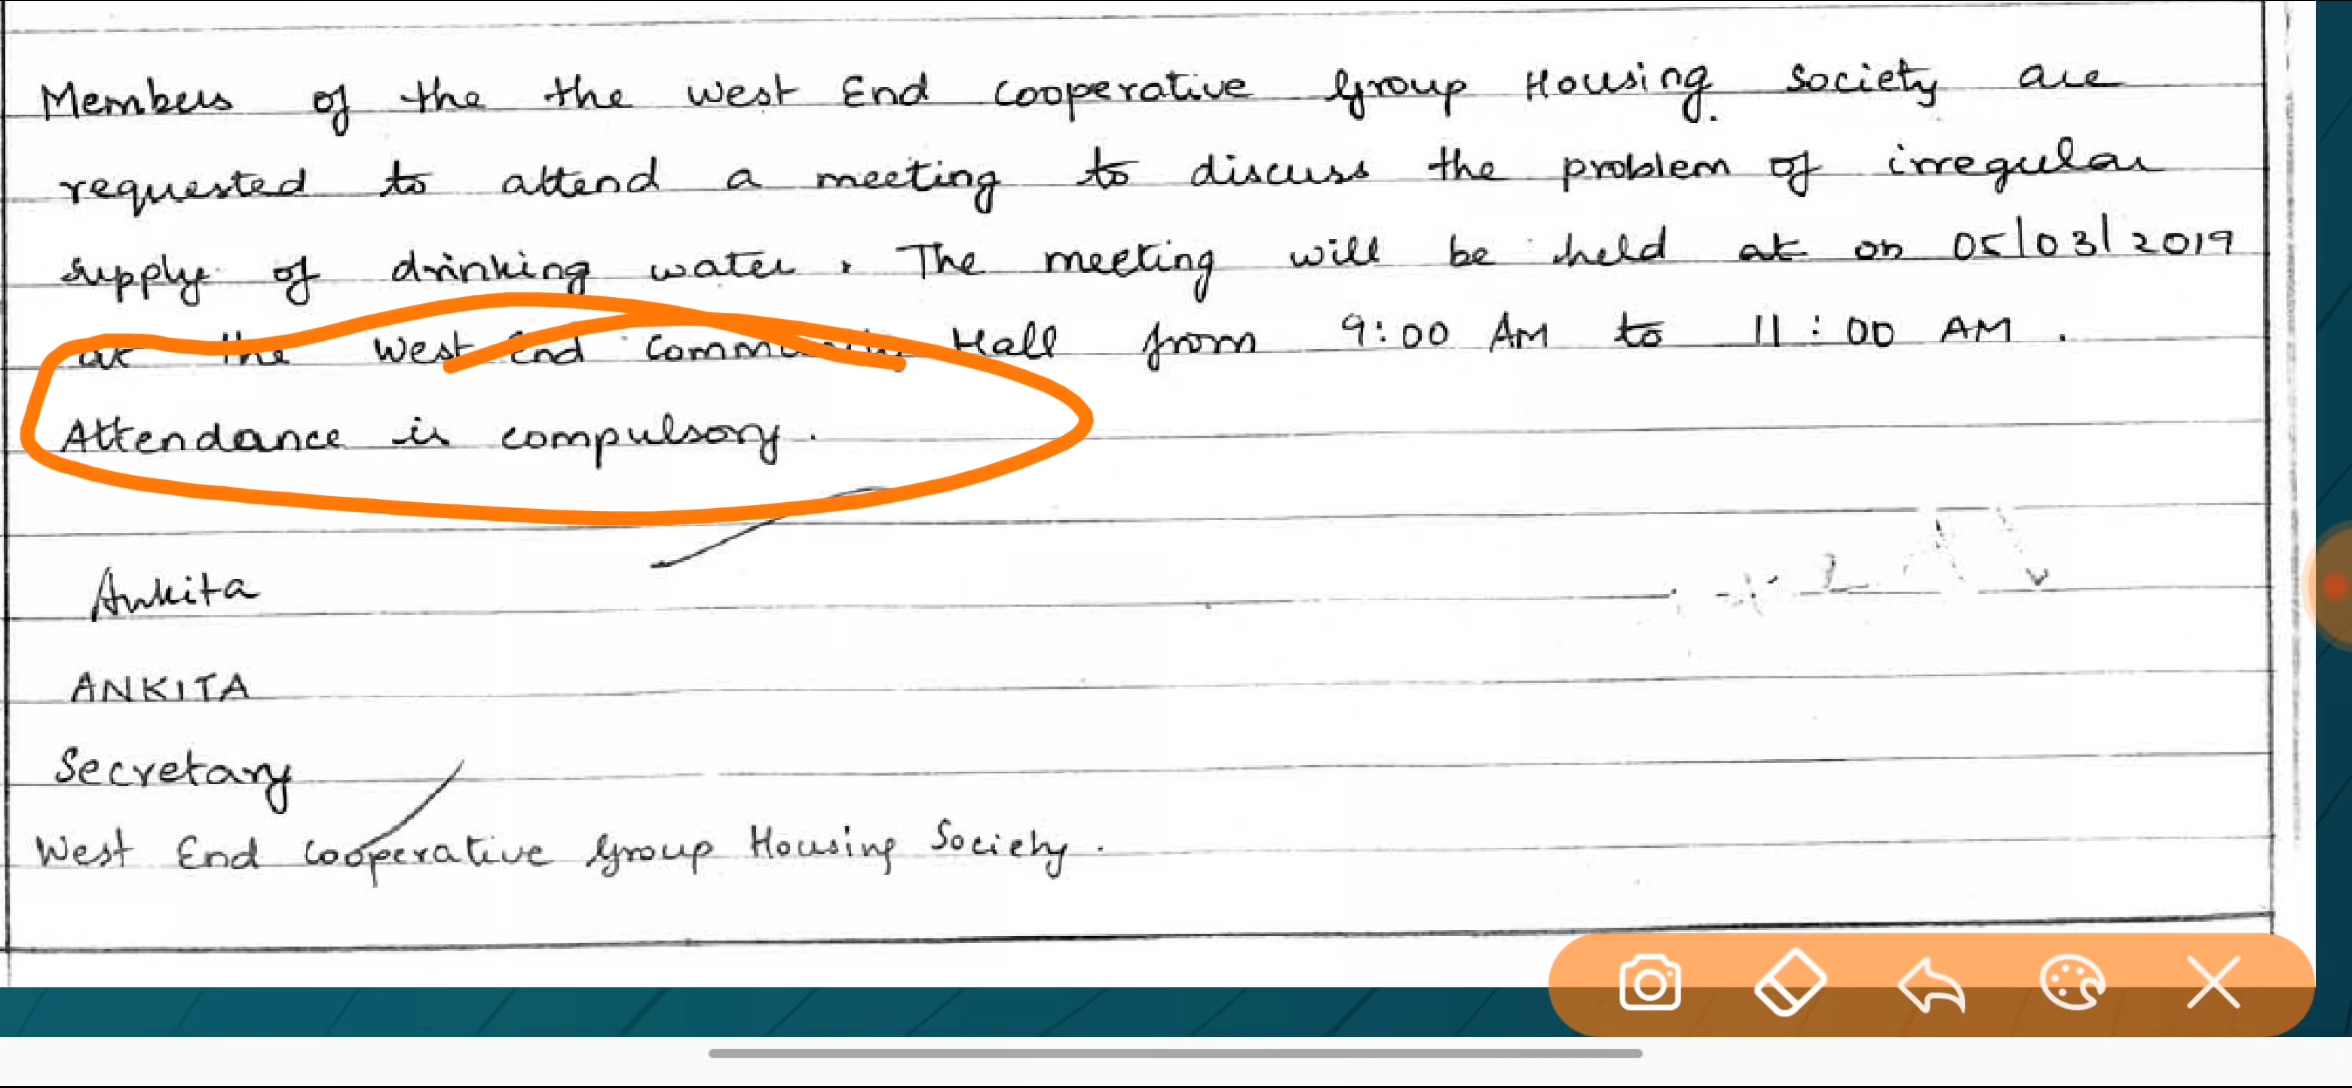 Members of the the west End cooperative Group Housing society are
requested to attend a meeting to discuss the problem of irregular
supply of drinking water. The meeting will be held at on 05/03/2019
at the West End Community Hall from 9:00 AM to 11:00 AM.
Attendance is compulsory.
Ankita
ANKITA
Secretary
West End Cooperative Group Housing Society.